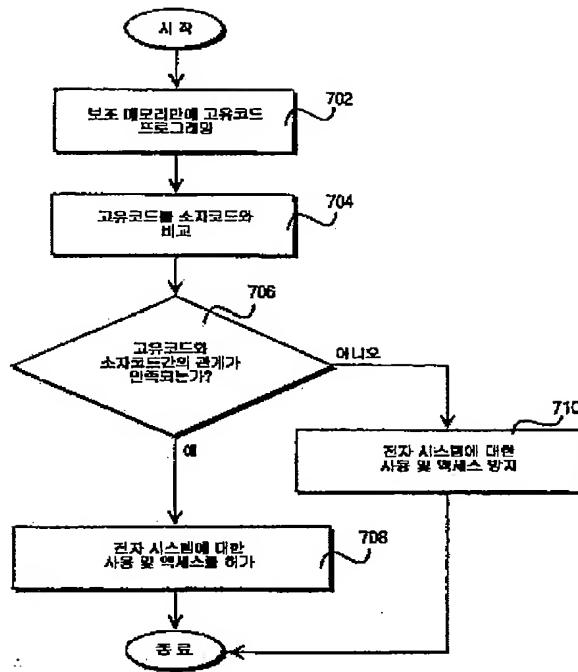 시 작
보조 메모리만에 고유코드
프로그래밍
702
고유코드를 소자코드와
비교
704
706
고유코드와
소자코드간의 관계가
만족되는가?
아니오
예
710
전자 시스템에 대한
사용 및 액세스 방지
전자 시스템에 대한
사용 및 액세스를 허가
708
종 료